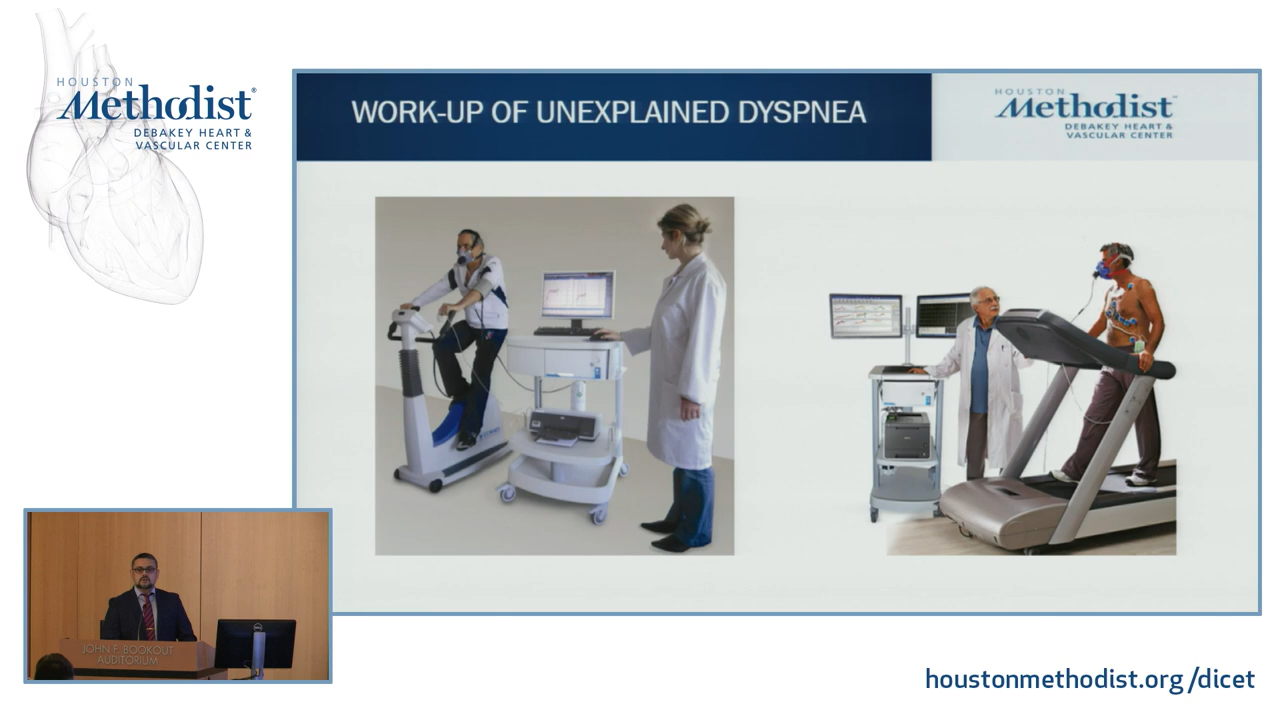 HOUSTON
Methodist®
DEBAKEY HEART &
VASCULAR CENTER
WORK-UP OF UNEXPLAINED DYSPNEA
HOUSTON
Methodist
DEBAKEY HEART &
VASCULAR CENTER
JOHN F. BOOKOUT
AUDITORIUM
DELL
houstonmethodist.org/dicet